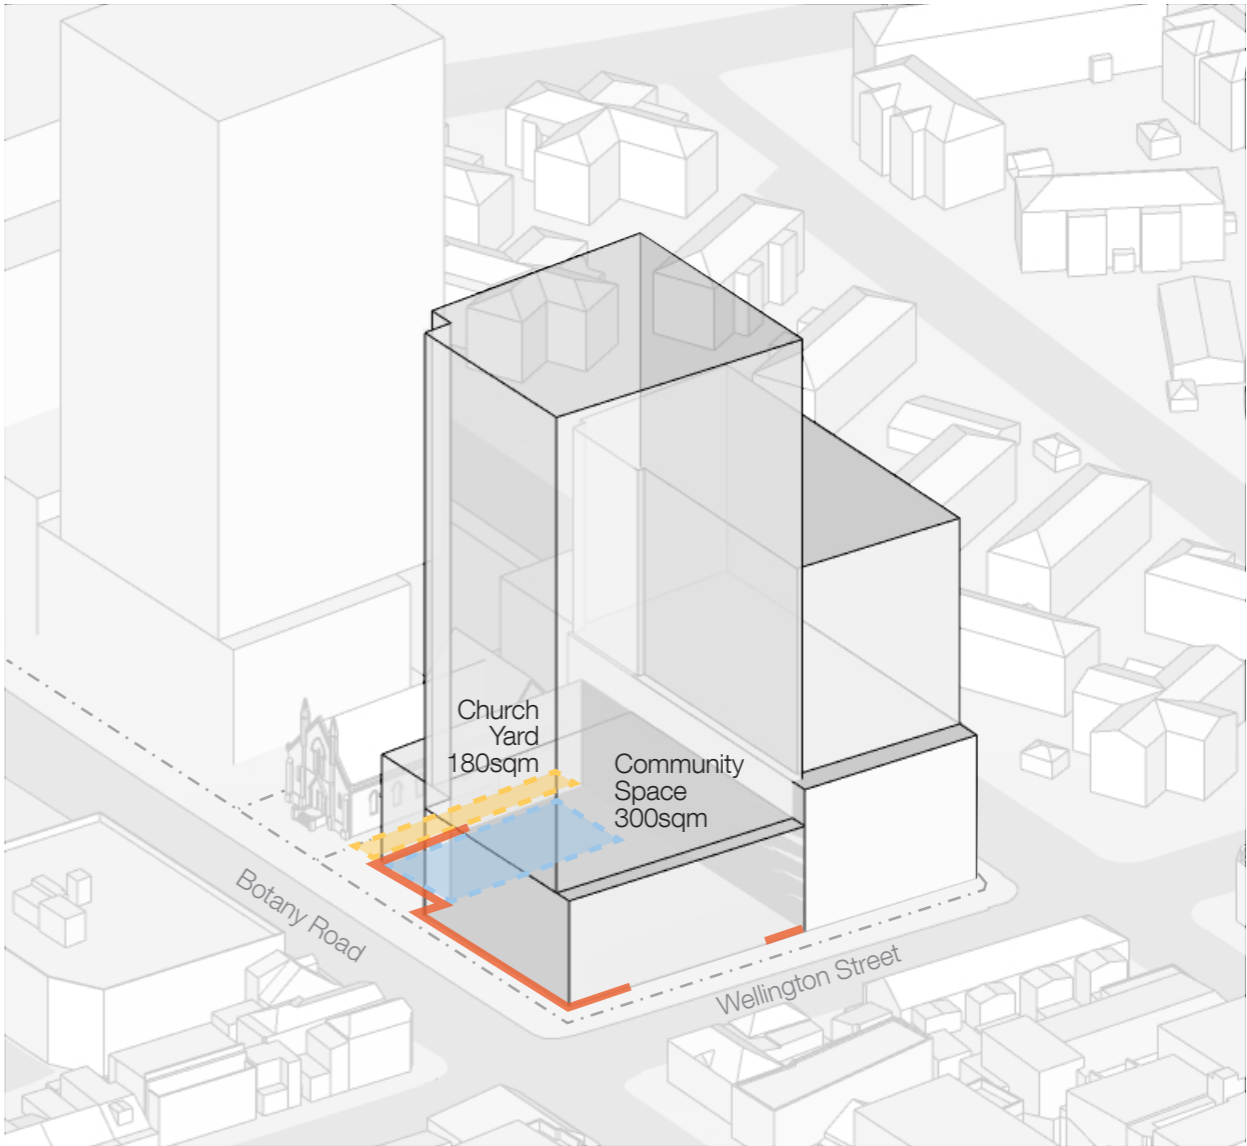 Church
Yard
180sqm
Community
Space
300sqm
Botany Road
Wellington Street